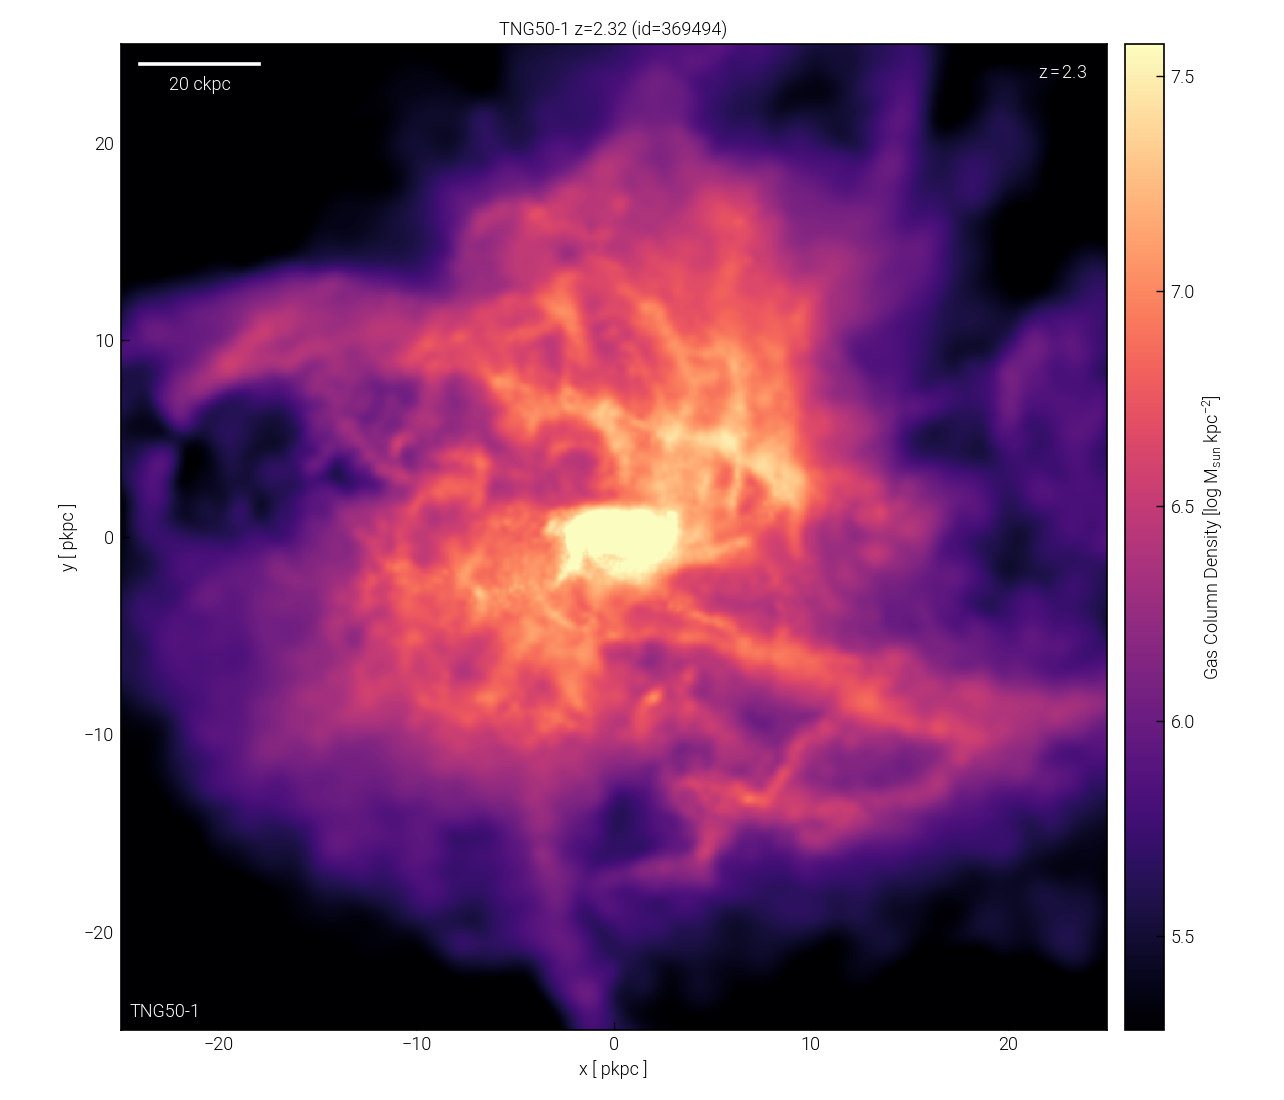 TNG50-1 z=2.32 (id=369494)
20 ckpc
z=2.3
TNG50-1
y [ pkpc ]
20
10
0
−10
−20
−20
−10
0
10
20
x [ pkpc ]
7.5
7.0
6.5
6.0
5.5
Gas Column Density [log M_sun kpc^−2]